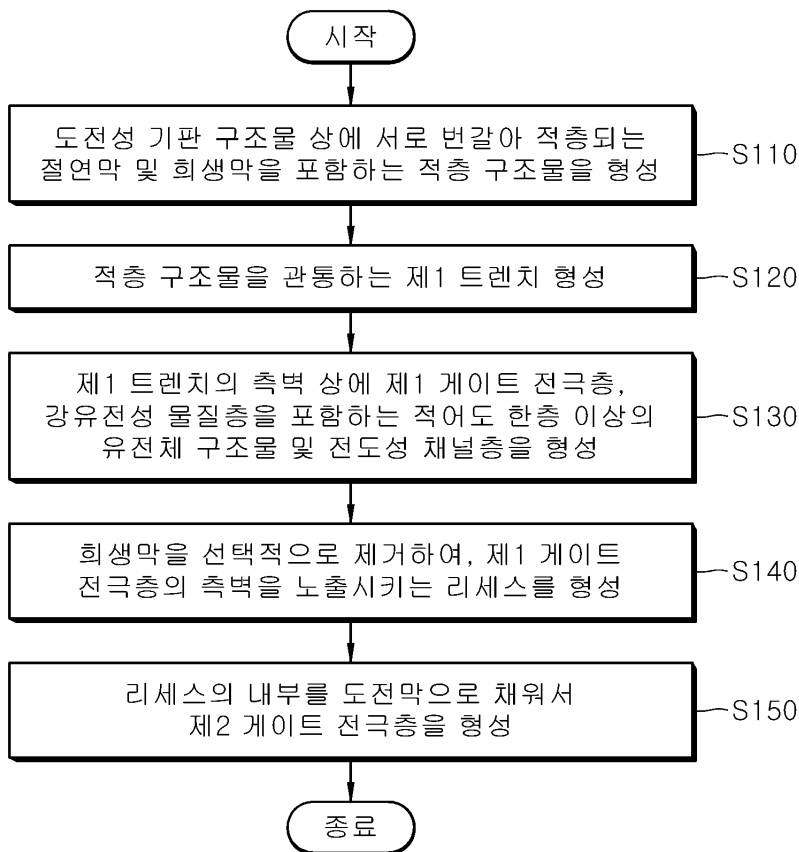 시작
도전성 기판 구조물 상에 서로 번갈아 적층되는
절연막 및 희생막을 포함하는 적층 구조물을 형성
S110
적층 구조물을 관통하는 제1 트렌치 형성
S120
제1 트렌치의 측벽 상에 제1 게이트 전극층,
강유전성 물질층을 포함하는 적어도 한층 이상의
유전체 구조물 및 전도성 채널층을 형성
S130
희생막을 선택적으로 제거하여, 제1 게이트
전극층의 측벽을 노출시키는 리세스를 형성
S140
리세스의 내부를 도전막으로 채워서
제2 게이트 전극층을 형성
S150
종료